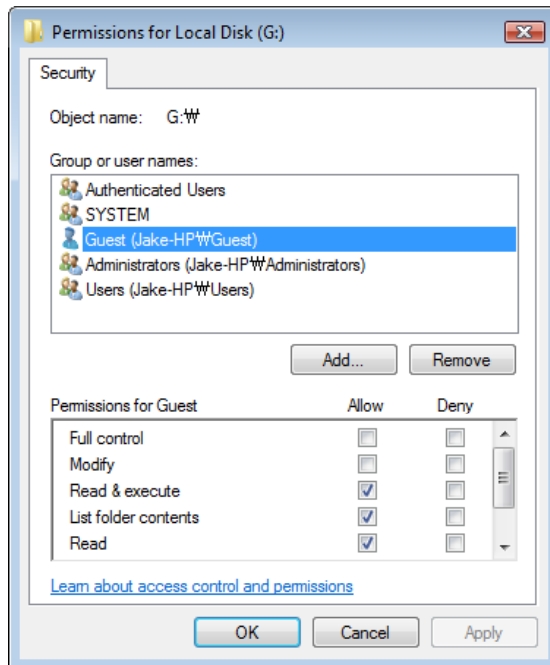 Permissions for Local Disk (G:)
Security
Object name: G:₩
Group or user names:
Authenticated Users
SYSTEM
Guest (Jake-HP₩Guest)
Administrators (Jake-HP₩Administrators)
Users (Jake-HP₩Users)
Add... Remove
Permissions for Guest Allow Deny
Full control
Modify
Read & execute
List folder contents
Read
Learn about access control and permissions
OK Cancel Apply